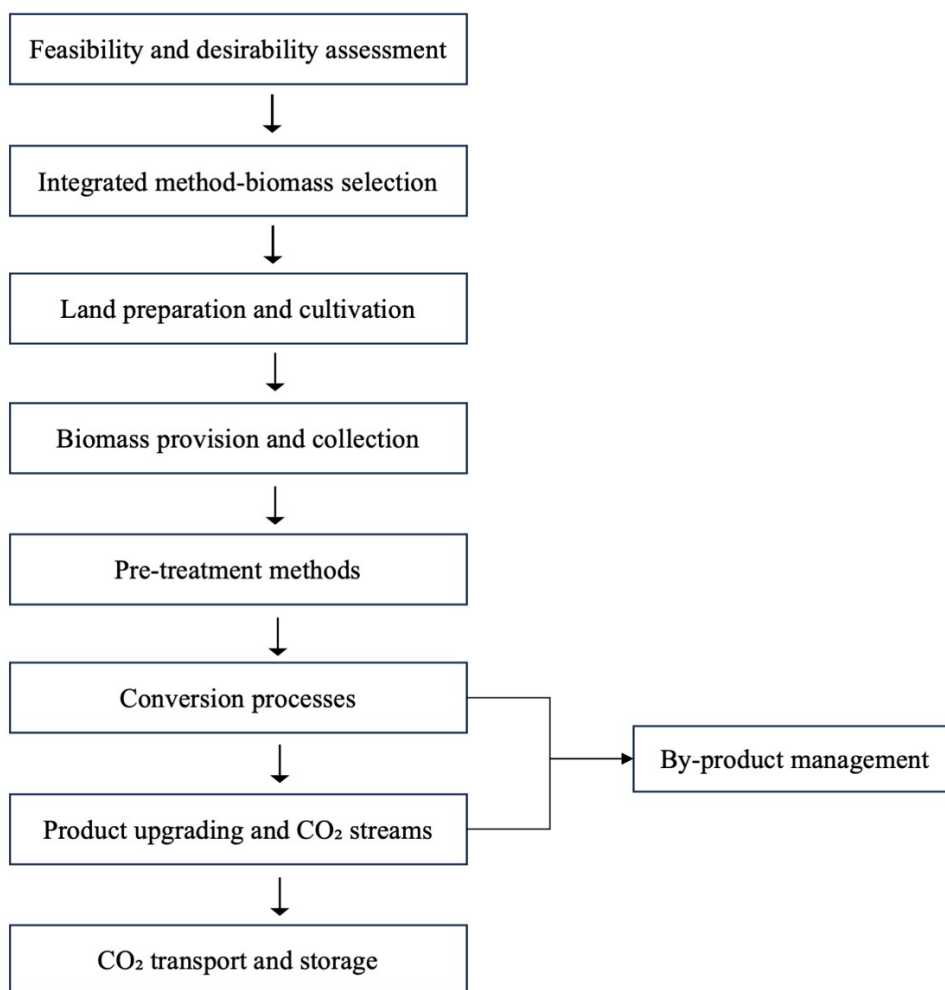 Feasibility and desirability assessment
Integrated method-biomass selection
Land preparation and cultivation
Biomass provision and collection
Pre-treatment methods
Conversion processes
By-product management
Product upgrading and CO₂ streams
CO₂ transport and storage